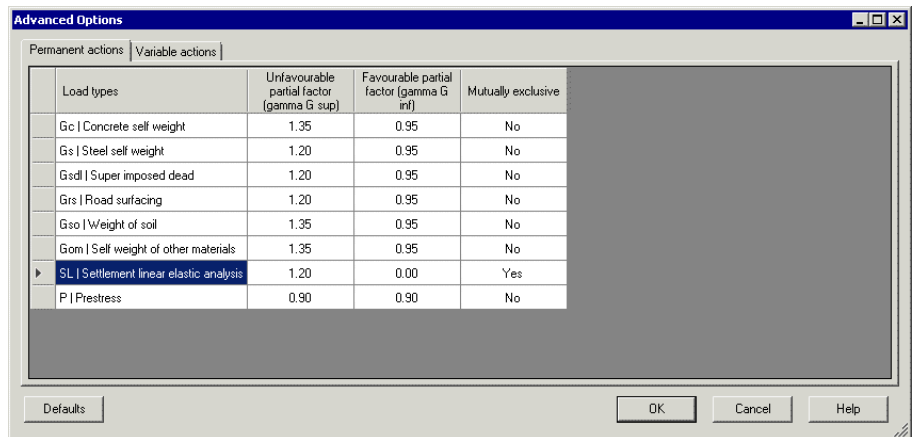 Advanced Options
Permanent actions Variable actions
Load types
Unfavourable partial factor (gamma G sup)
Favourable partial factor (gamma G inf)
Mutually exclusive
Gc | Concrete self weight 1.35 0.95 No
Gs | Steel self weight 1.20 0.95 No
Gsdl | Super imposed dead 1.20 0.95 No
Grs | Road surfacing 1.20 0.95 No
Gso | Weight of soil 1.35 0.95 No
Gom | Self weight of other materials 1.35 0.95 No
SL | Settlement linear elastic analysis 1.20 0.00 Yes
P | Prestress 0.90 0.90 No
Defaults OK Cancel Help